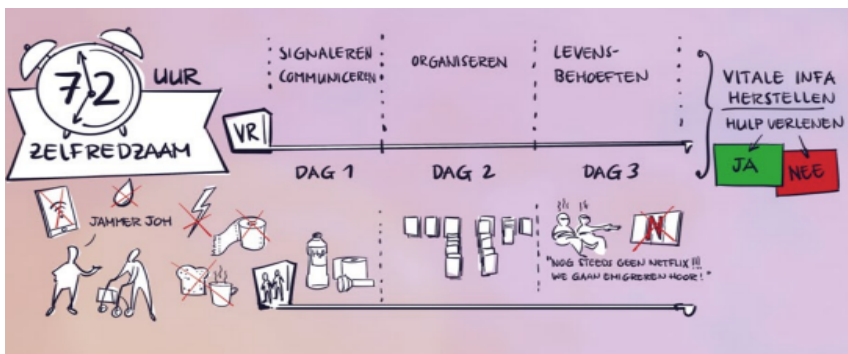 72
UUR
ZELFREDZAAM
VR
SIGNALEREN
COMMUNICEREN
ORGANISEREN
LEVENS-
BEHOEFTEN
DAG 1
DAG 2
DAG 3
VITALE INFA
HERSTELLEN
HULP VERLENEN
JA
NEE
JAMMER JOH
N
"NOG STEEDS GEEN NETFLIX!!!
WE GAAN EMIGREREN HOOR!"